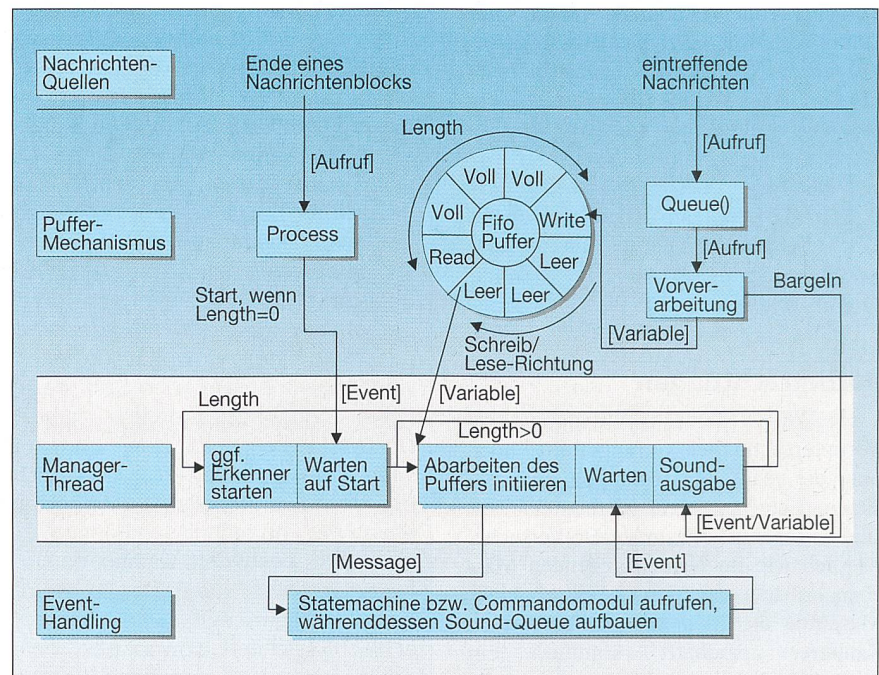 Nachrichten-
Quellen
Ende eines
Nachrichtenblocks
eintreffende
Nachrichten
[Aufruf]
Length
[Aufruf]
Puffer-
Mechanismus
Process
Voll
Voll
Voll
Fifo
Puffer
Write
Read
Leer
Leer
Leer
Queue()
[Aufruf]
Vorver-
arbeitung
Bargeln
Start, wenn
Length=0
[Variable]
Schreib/
Lese-Richtung
[Event]
[Variable]
Length
Length>0
Manager-
Thread
ggf.
Erkenner
starten
Warten
auf Start
Abarbeiten des
Puffers initiieren
Warten
Sound-
ausgabe
[Event/Variable]
[Message]
[Event]
Event-
Handling
Statemachine bzw. Commandomodul aufrufen,
währenddessen Sound-Queue aufbauen